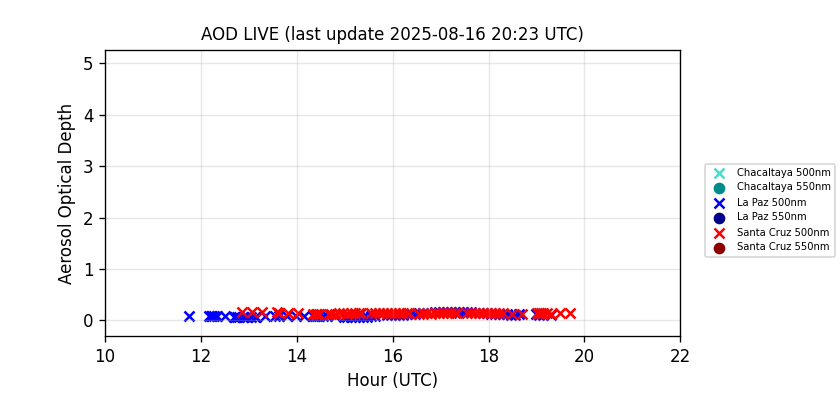 AOD LIVE (last update 2025-08-16 20:23 UTC)
Aerosol Optical Depth
5
4
3
2
1
0
10 12 14 16 18 20 22
Hour (UTC)
Chacaltaya 500nm
Chacaltaya 550nm
La Paz 500nm
La Paz 550nm
Santa Cruz 500nm
Santa Cruz 550nm